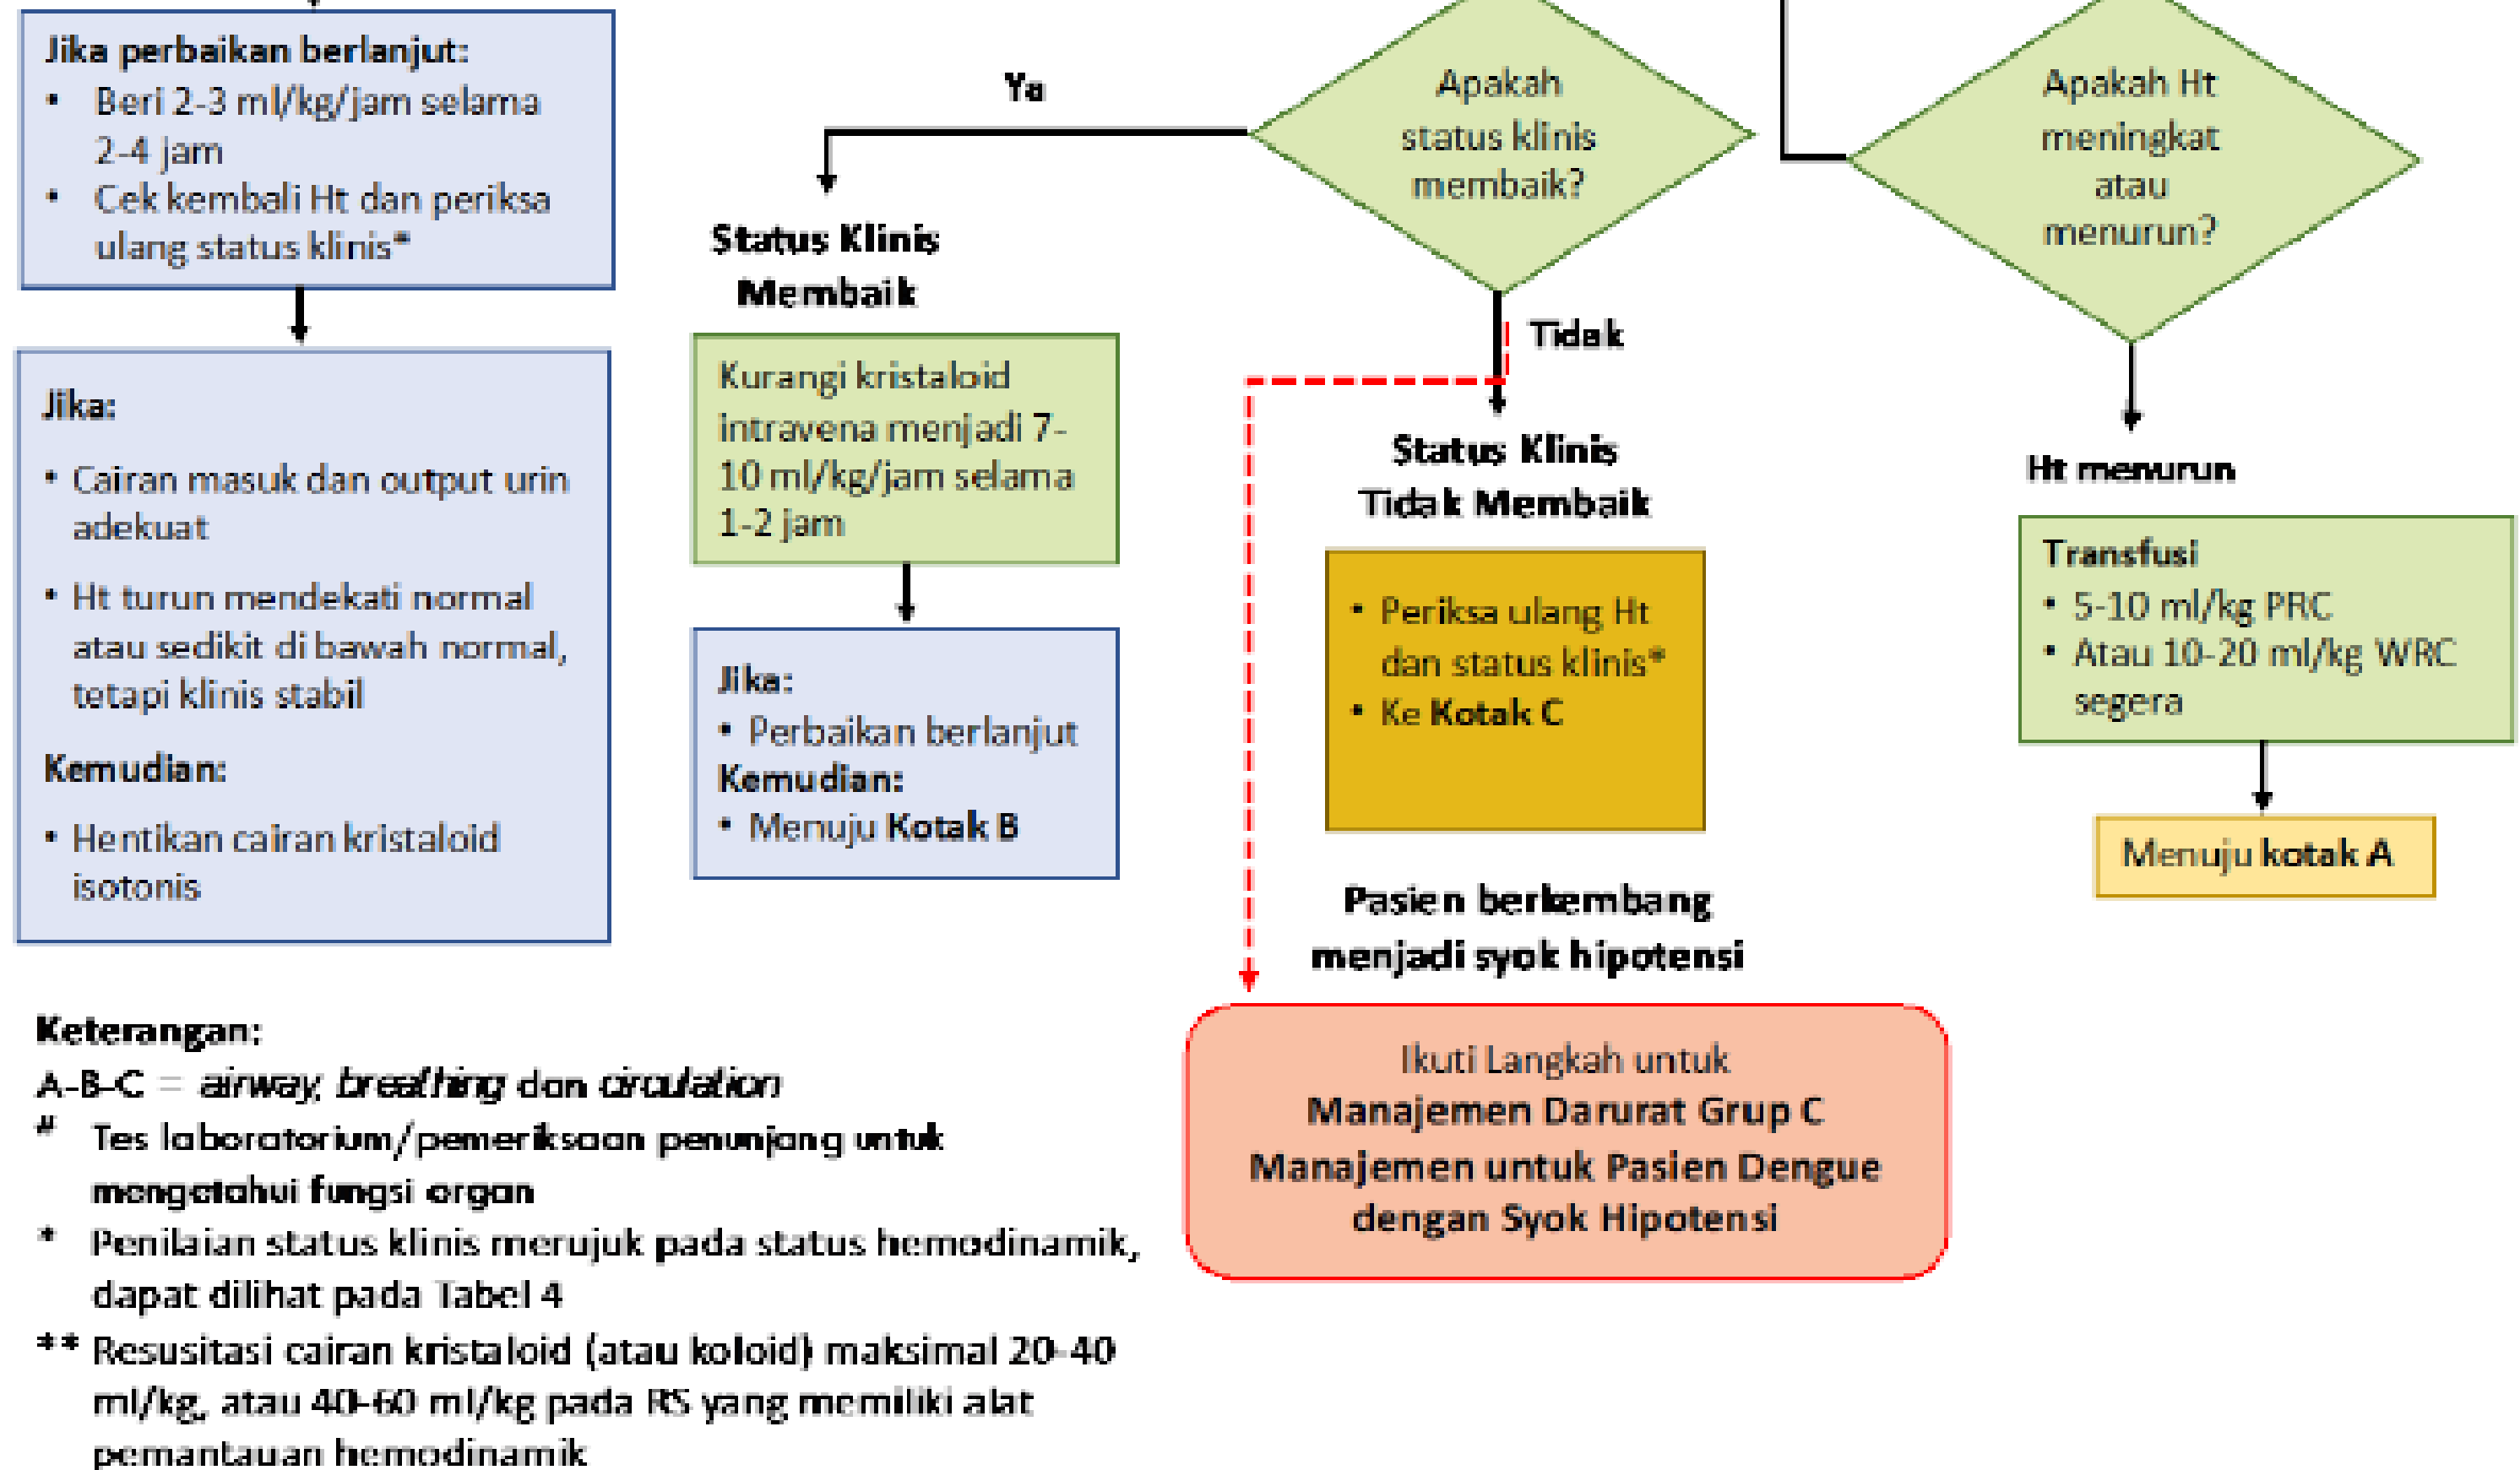 Jika perbaikan berlanjut:
• Beri 2-3 ml/kg/jam selama
2-4 jam
• Cek kembali Ht dan periksa
ulang status klinis*
Jika:
• Cairan masuk dan output urin
adekuat
• Ht turun mendekati normal
atau sedikit di bawah normal,
tetapi klinis stabil
Kemudian:
• Hentikan cairan kristaloid
isotonis
Ya
Status Klinis
Membaik
Kurangi kristaloid
intravena menjadi 7-
10 ml/kg/jam selama
1-2 jam
Jika:
• Perbaikan berlanjut
Kemudian:
• Menuju Kotak B
Apakah
status klinis
membaik?
Tidak
Status Klinis
Tidak Membaik
• Periksa ulang Ht
dan status klinis*
• Ke Kotak C
Pasien berkembang
menjadi syok hipotensi
Ikuti Langkah untuk
Manajemen Darurat Grup C
Manajemen untuk Pasien Dengue
dengan Syok Hipotensi
Apakah Ht
meningkat
atau
menurun?
Ht menurun
Transfusi
• 5-10 ml/kg PRC
• Atau 10-20 ml/kg WRC
segera
Menuju kotak A
Keterangan:
A-B-C = airway, breathing dan circulation
# Tes laboratorium/pemeriksaan penunjang untuk
mengetahui fungsi organ
* Penilaian status klinis merujuk pada status hemodinamik,
dapat dilihat pada Tabel 4
** Resusitasi cairan kristaloid (atau koloid) maksimal 20-40
ml/kg, atau 40-60 ml/kg pada RS yang memiliki alat
pemantauan hemodinamik